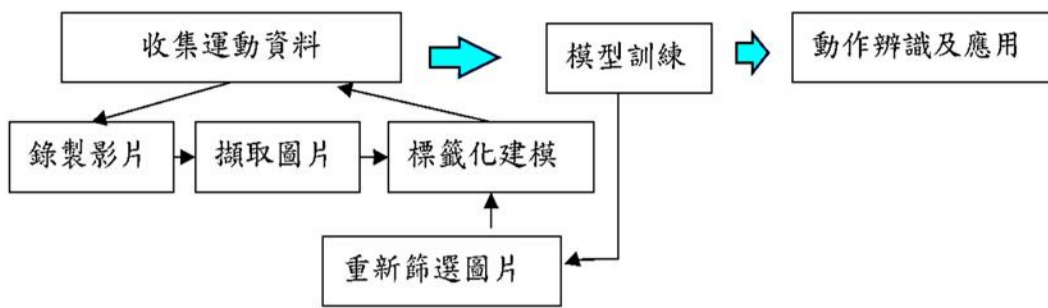 收集運動資料
模型訓練
動作辨識及應用
錄製影片
擷取圖片
標籤化建模
重新篩選圖片